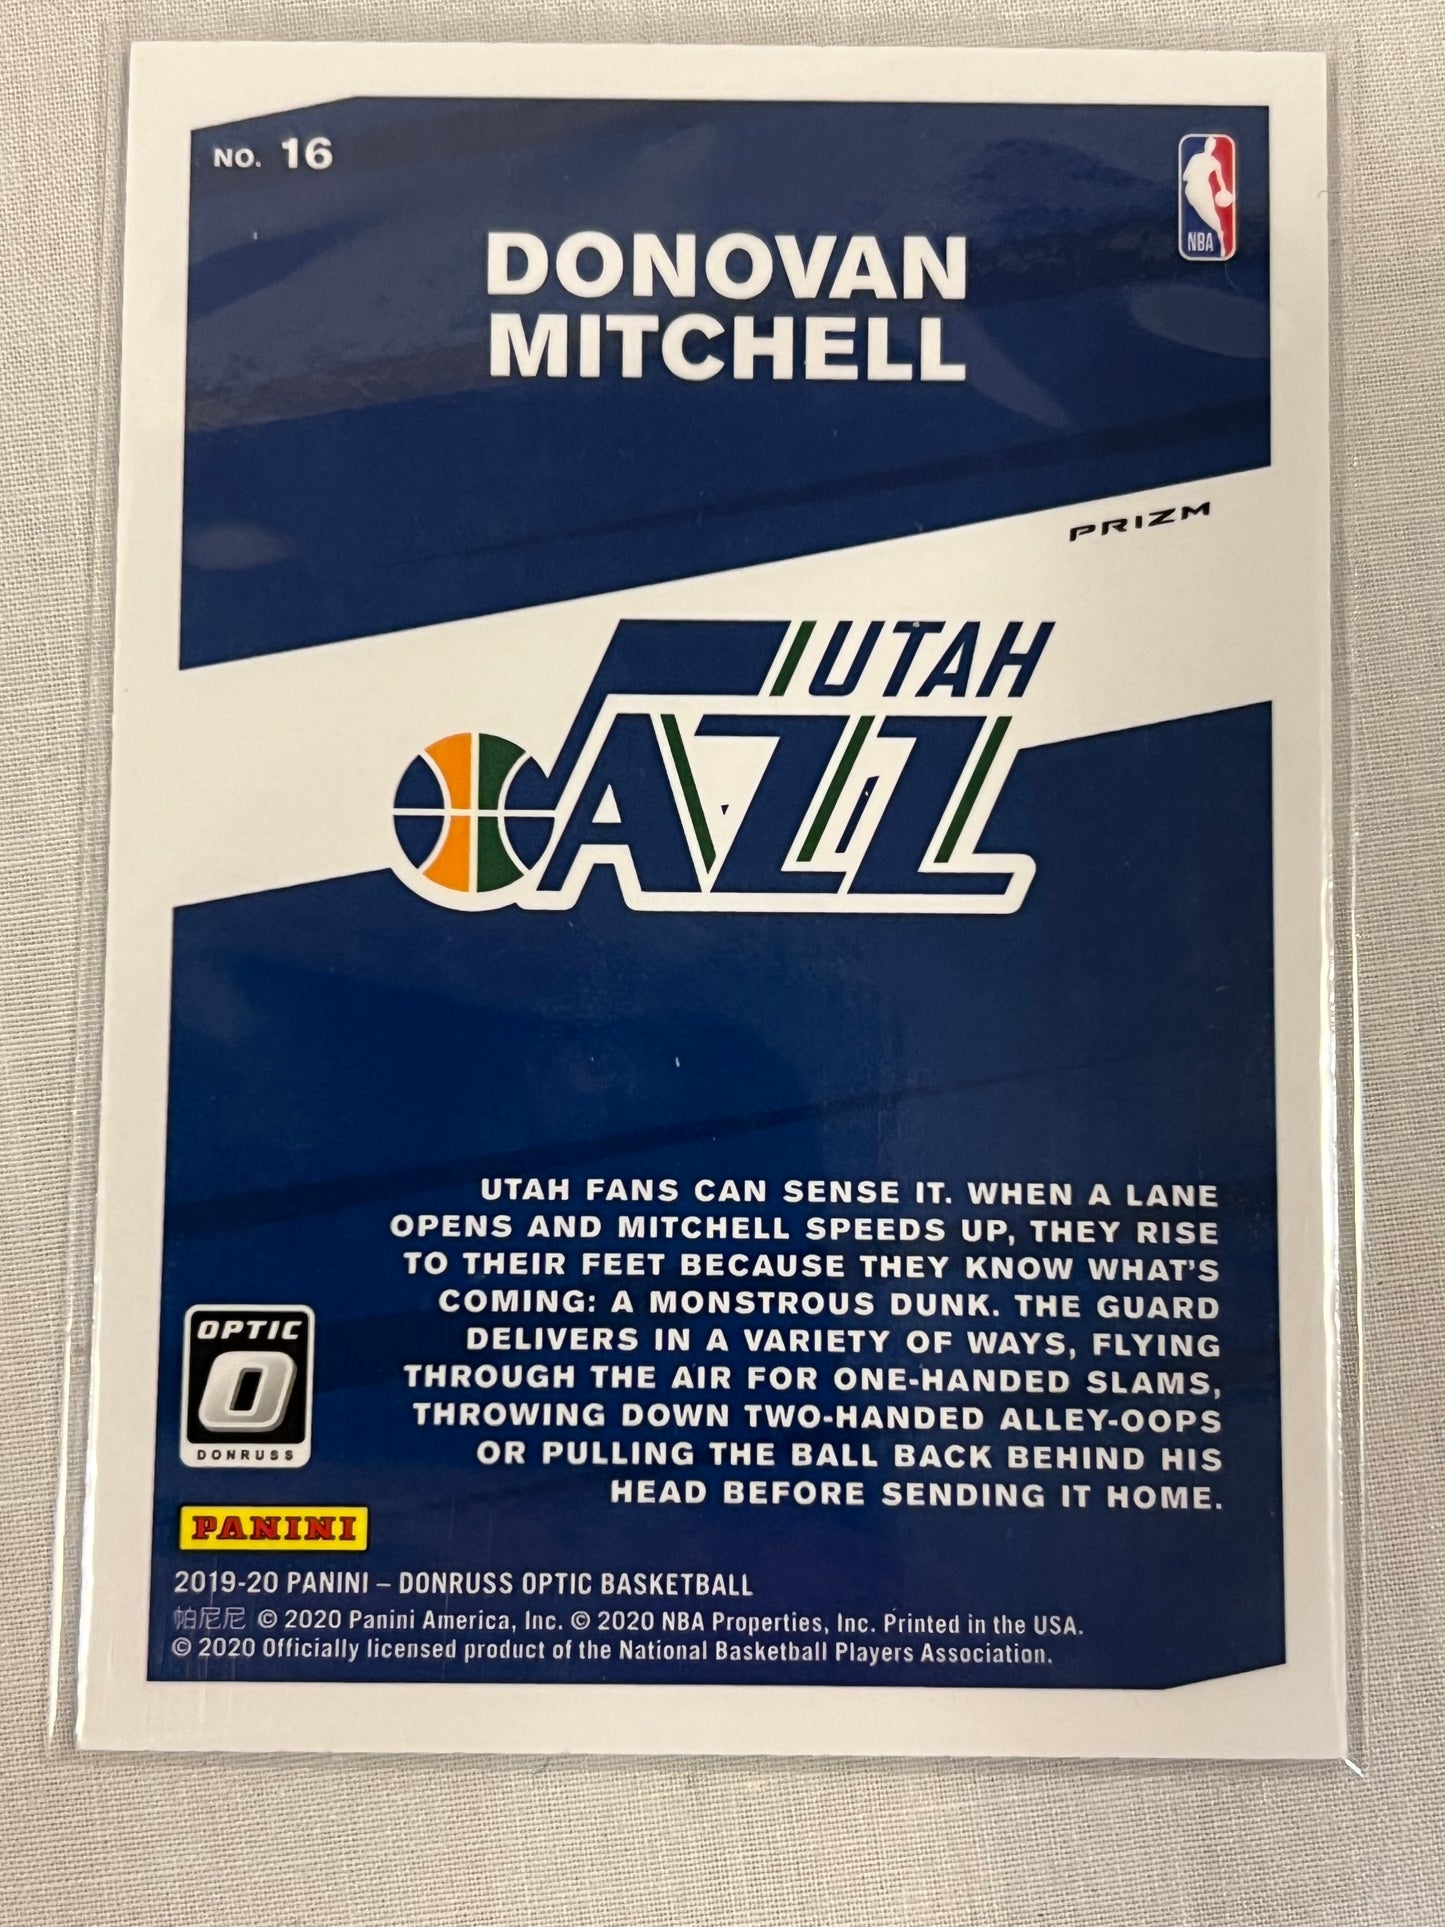 NO. 16
NBA
DONOVAN
MITCHELL
PRIZM
UTAH
JAZZ
UTAH FANS CAN SENSE IT. WHEN A LANE
OPENS AND MITCHELL SPEEDS UP, THEY RISE
TO THEIR FEET BECAUSE THEY KNOW WHAT'S
COMING: A MONSTROUS DUNK. THE GUARD
DELIVERS IN A VARIETY OF WAYS, FLYING
THROUGH THE AIR FOR ONE-HANDED SLAMS,
THROWING DOWN TWO-HANDED ALLEY-OOPS
OR PULLING THE BALL BACK BEHIND HIS
HEAD BEFORE SENDING IT HOME.
OPTIC
O
DONRUSS
PANINI
2019-20 PANINI – DONRUSS OPTIC BASKETBALL
帕尼尼 © 2020 Panini America, Inc. © 2020 NBA Properties, Inc. Printed in the USA.
© 2020 Officially licensed product of the National Basketball Players Association.